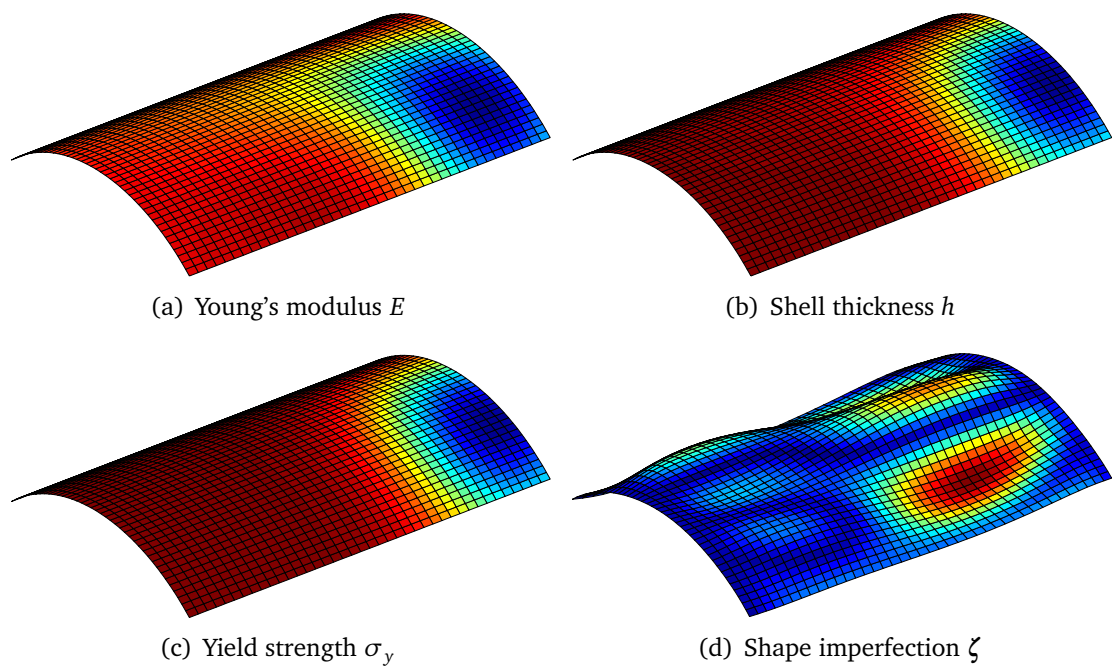 (a) Young's modulus E
(b) Shell thickness h
(c) Yield strength σ_y
(d) Shape imperfection ζ